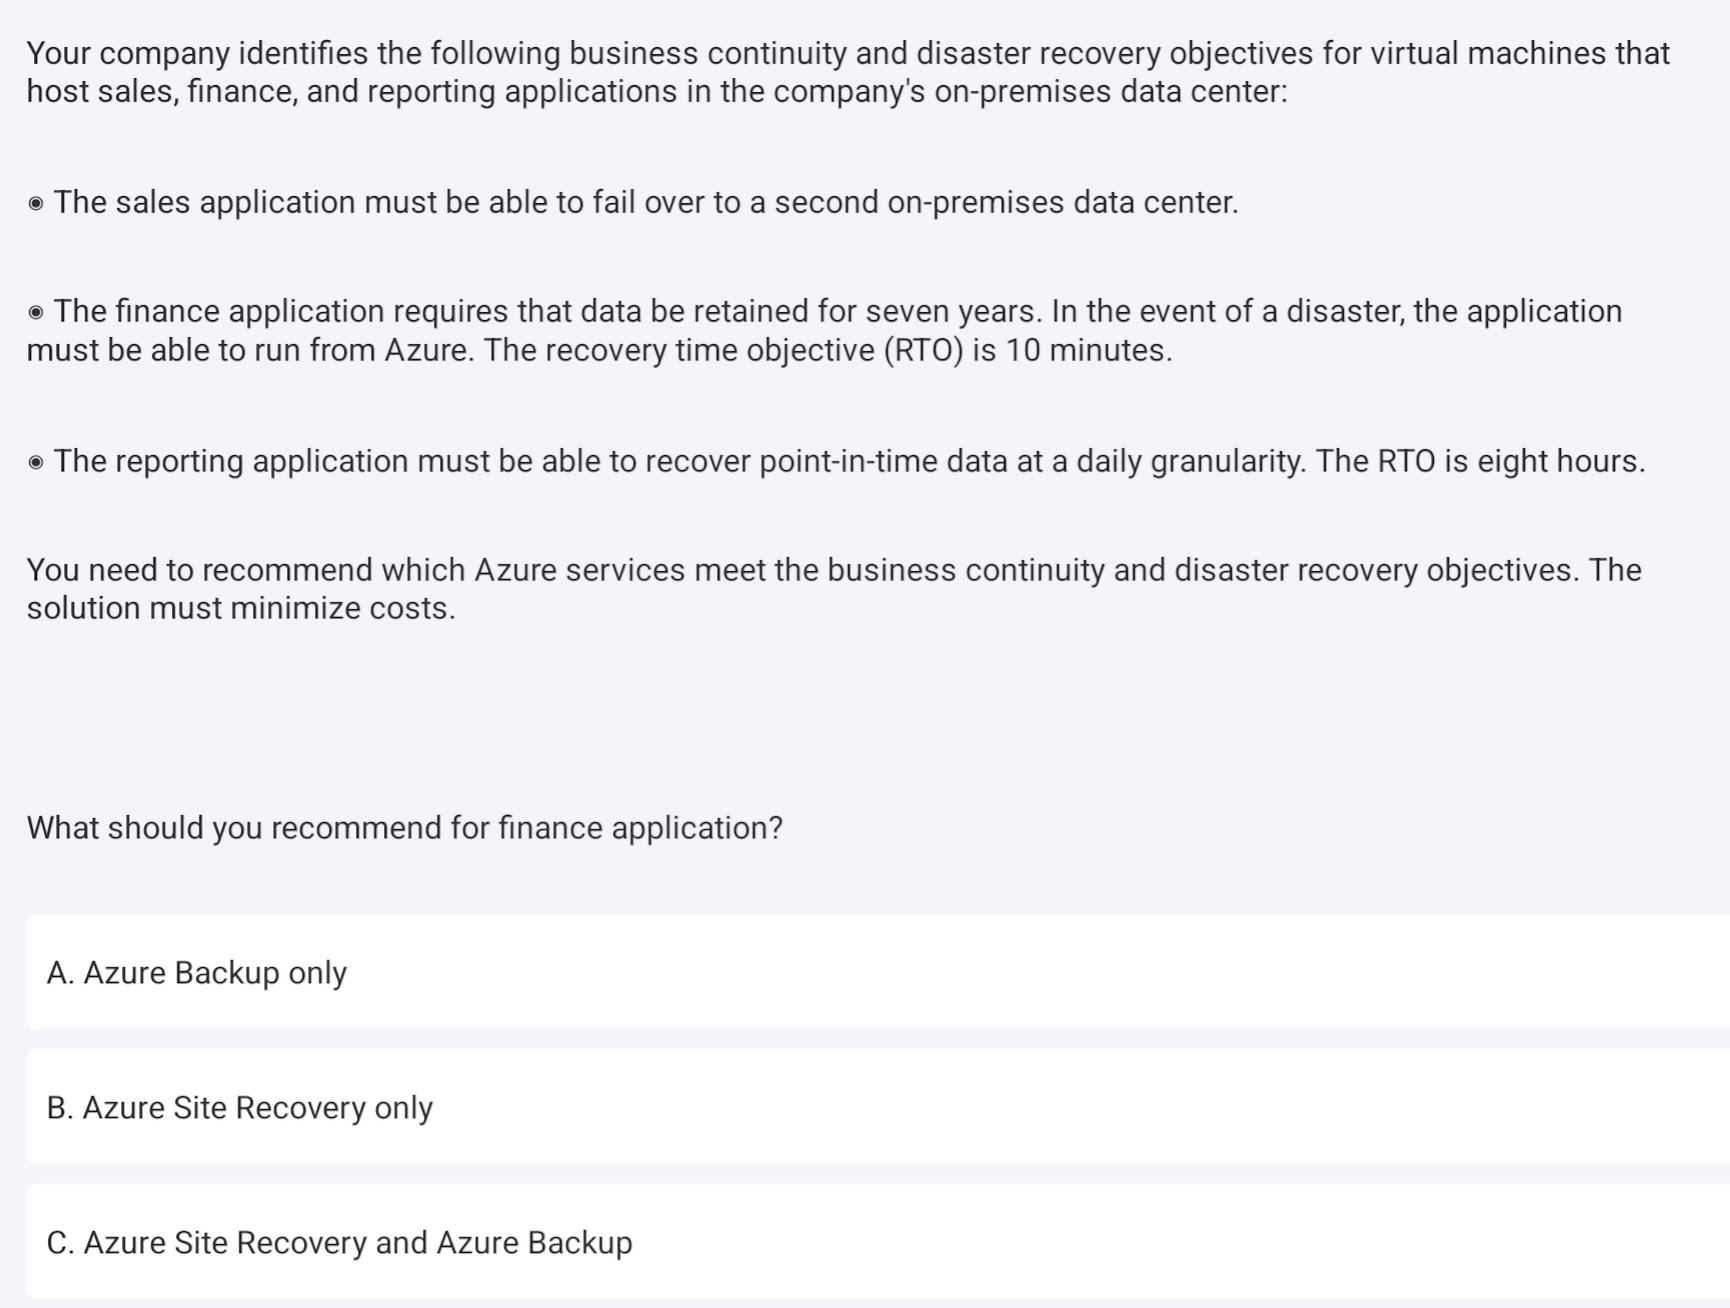 Your company identifies the following business continuity and disaster recovery objectives for virtual machines that
host sales, finance, and reporting applications in the company's on-premises data center:
◉ The sales application must be able to fail over to a second on-premises data center.
◉ The finance application requires that data be retained for seven years. In the event of a disaster, the application
must be able to run from Azure. The recovery time objective (RTO) is 10 minutes.
◉ The reporting application must be able to recover point-in-time data at a daily granularity. The RTO is eight hours.
You need to recommend which Azure services meet the business continuity and disaster recovery objectives. The
solution must minimize costs.
What should you recommend for finance application?
A. Azure Backup only
B. Azure Site Recovery only
C. Azure Site Recovery and Azure Backup